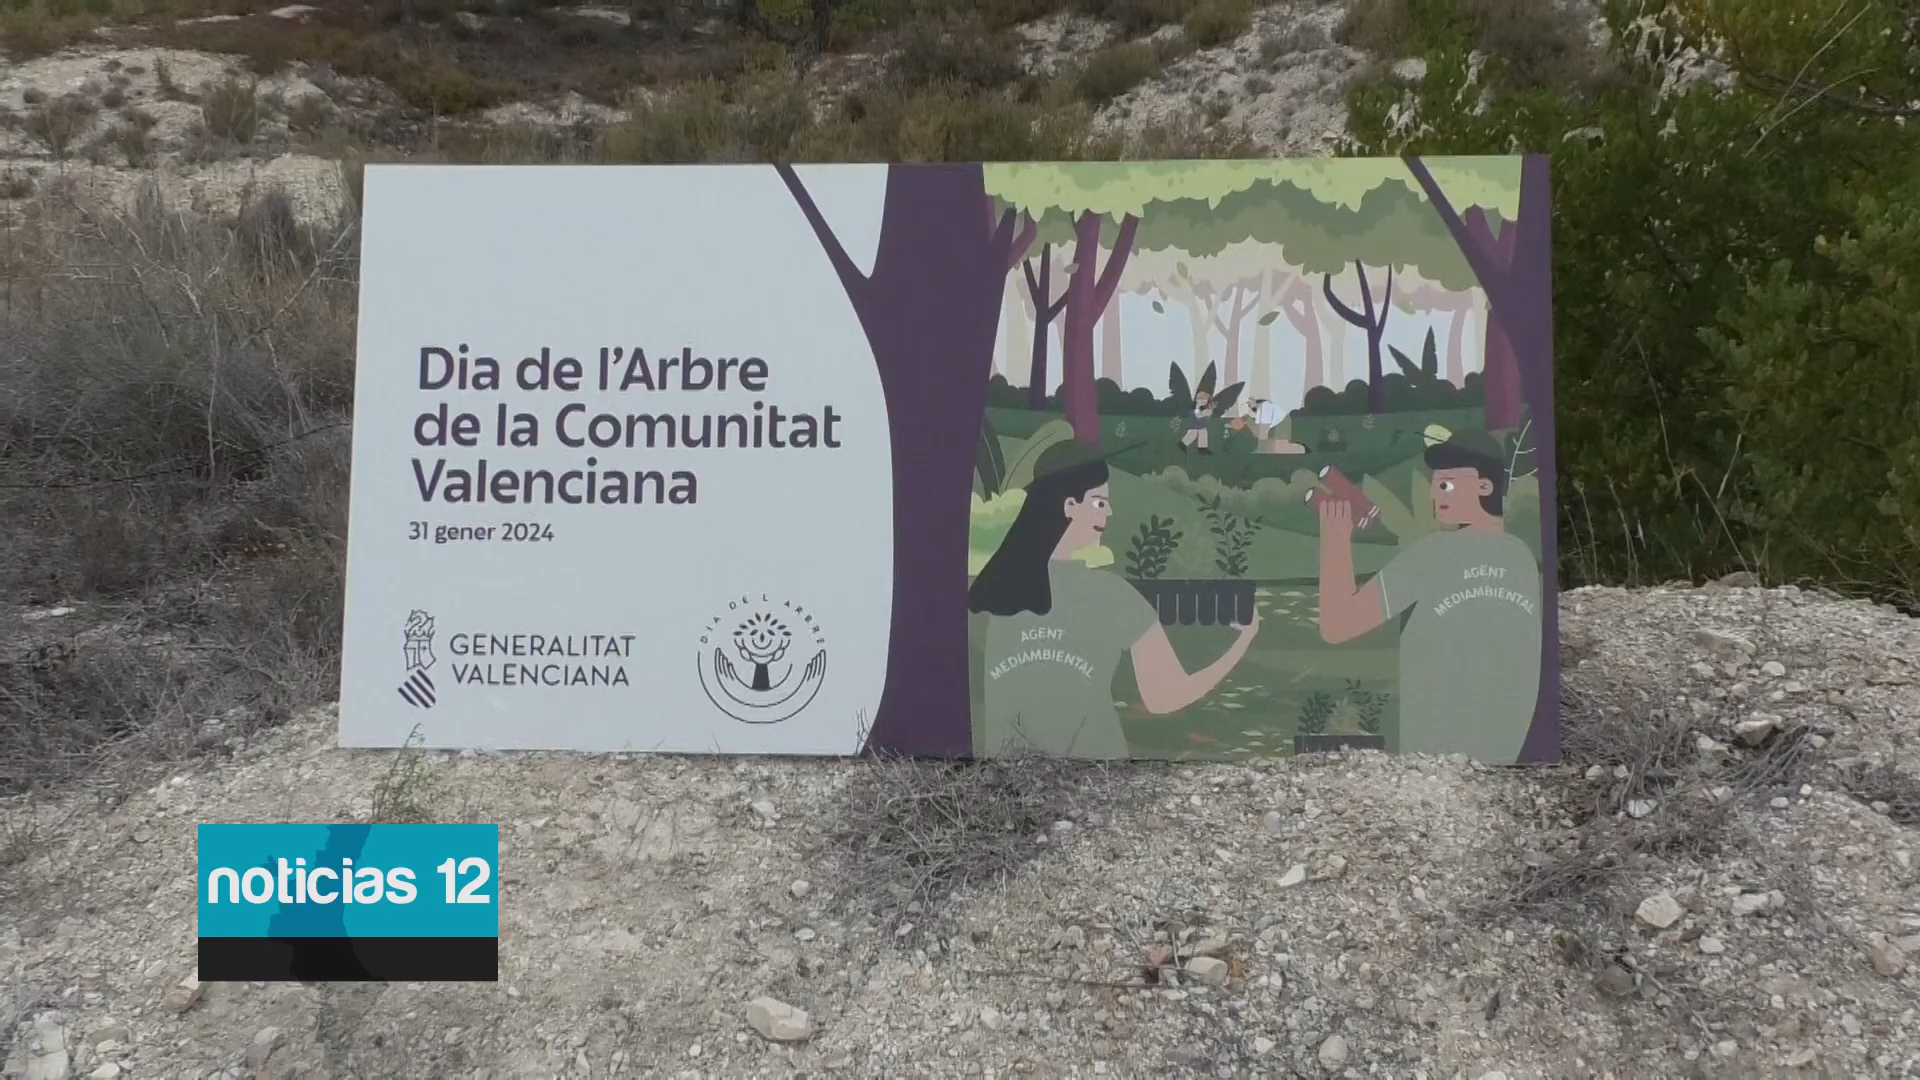 Dia de l'Arbre
de la Comunitat
Valenciana
31 gener 2024
GENERALITAT
VALENCIANA
DIA DE L'ARBRE
AGENT
MEDIAMBIENTAL
AGENT
MEDIAMBIENTAL
noticias 12